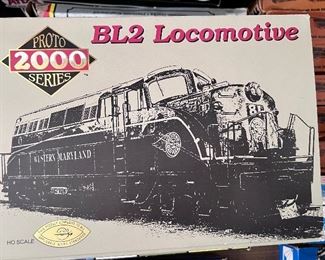 PROTO
2000
SERIES
BL2 Locomotive
WESTERN MARYLAND
HO SCALE